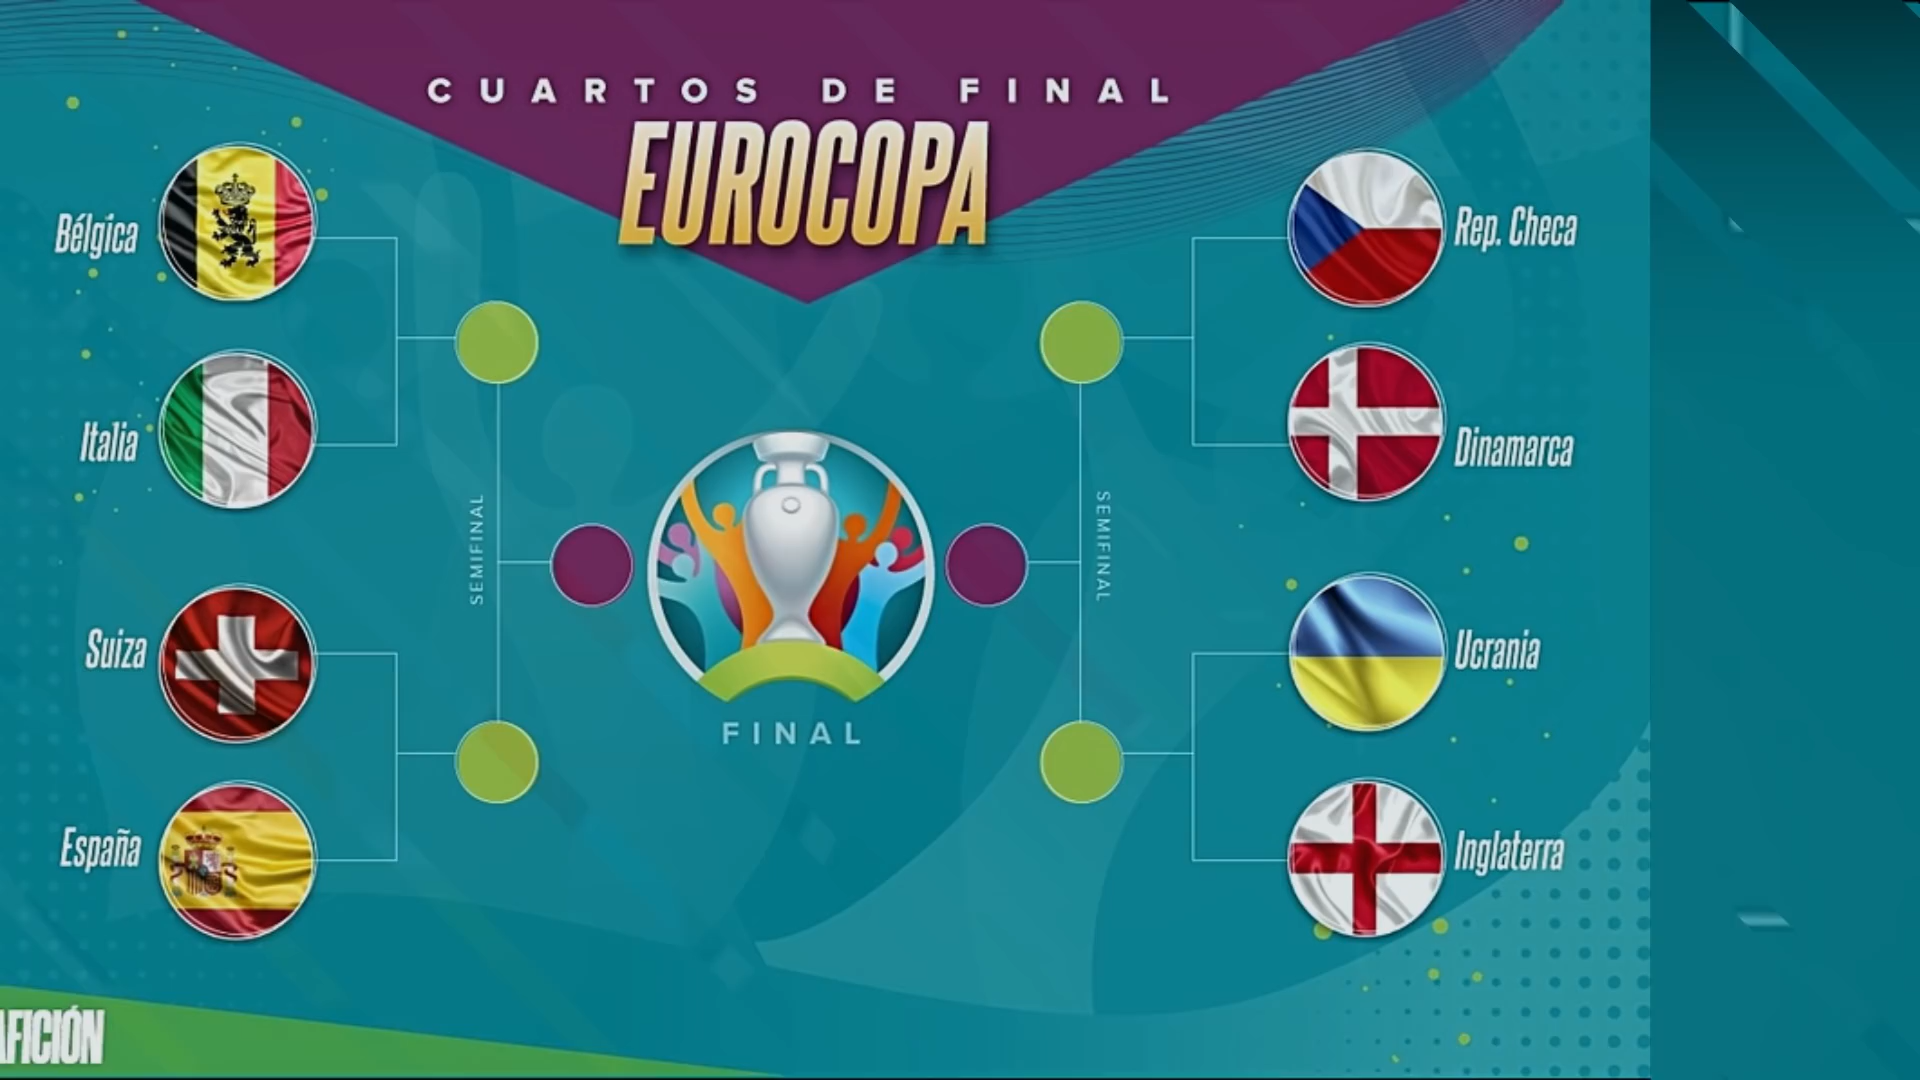 CUARTOS DE FINAL
EUROCOPA
Bélgica
Italia
Suiza
España
SEMIFINAL
FINAL
SEMIFINAL
Rep. Checa
Dinamarca
Ucrania
Inglaterra
AFICIÓN